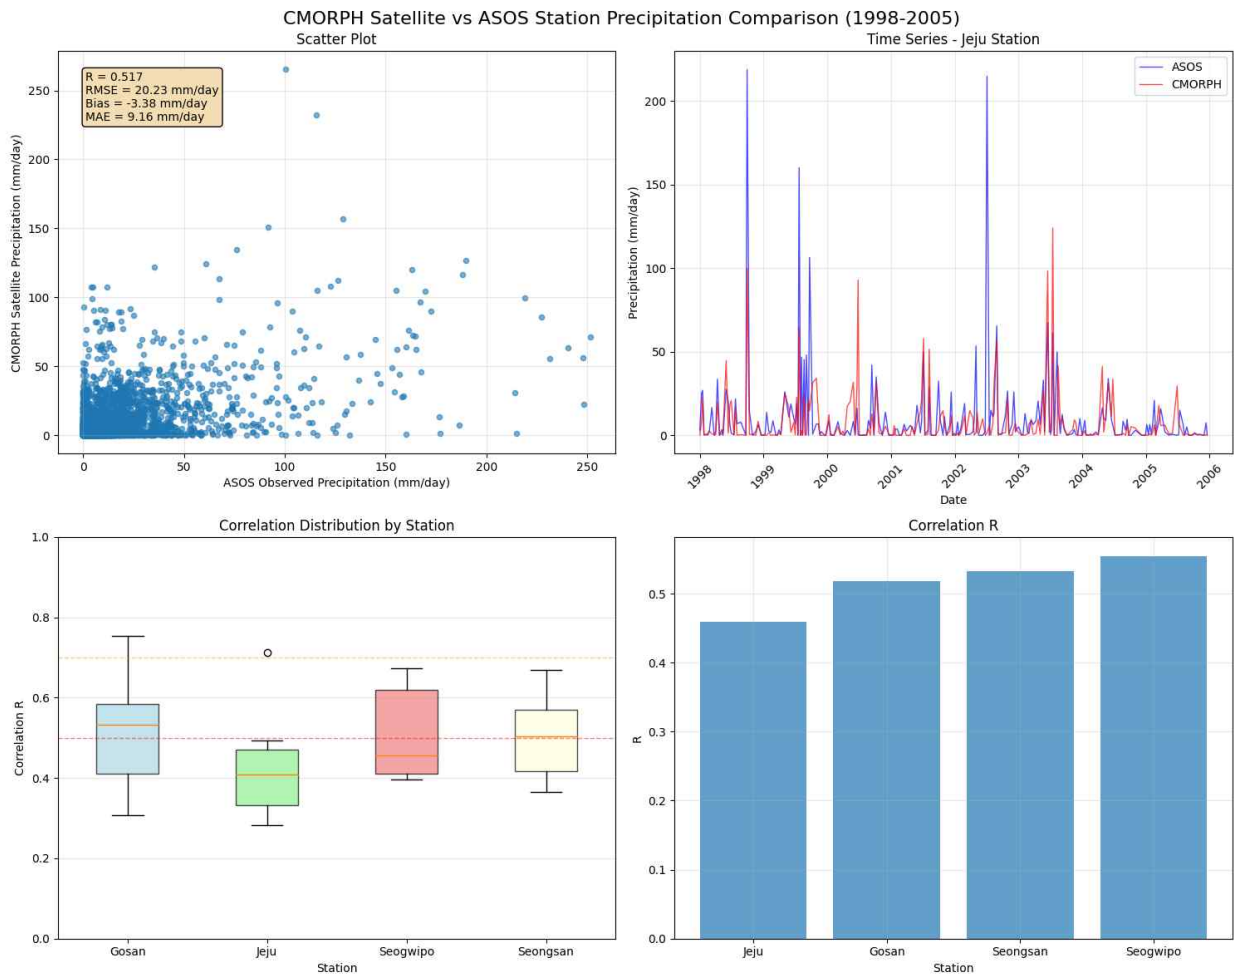 CMORPH Satellite vs ASOS Station Precipitation Comparison (1998-2005)
Scatter Plot
R = 0.517
RMSE = 20.23 mm/day
Bias = -3.38 mm/day
MAE = 9.16 mm/day
CMORPH Satellite Precipitation (mm/day)
250
200
150
100
50
0
0 50 100 150 200 250
ASOS Observed Precipitation (mm/day)
Time Series - Jeju Station
ASOS
CMORPH
Precipitation (mm/day)
200
150
100
50
0
1998 1999 2000 2001 2002 2003 2004 2005 2006
Date
Correlation Distribution by Station
Correlation R
1.0
0.8
0.6
0.4
0.2
0.0
Gosan Jeju Seogwipo Seongsan
Station
Correlation R
R
0.5
0.4
0.3
0.2
0.1
0.0
Jeju Gosan Seongsan Seogwipo
Station